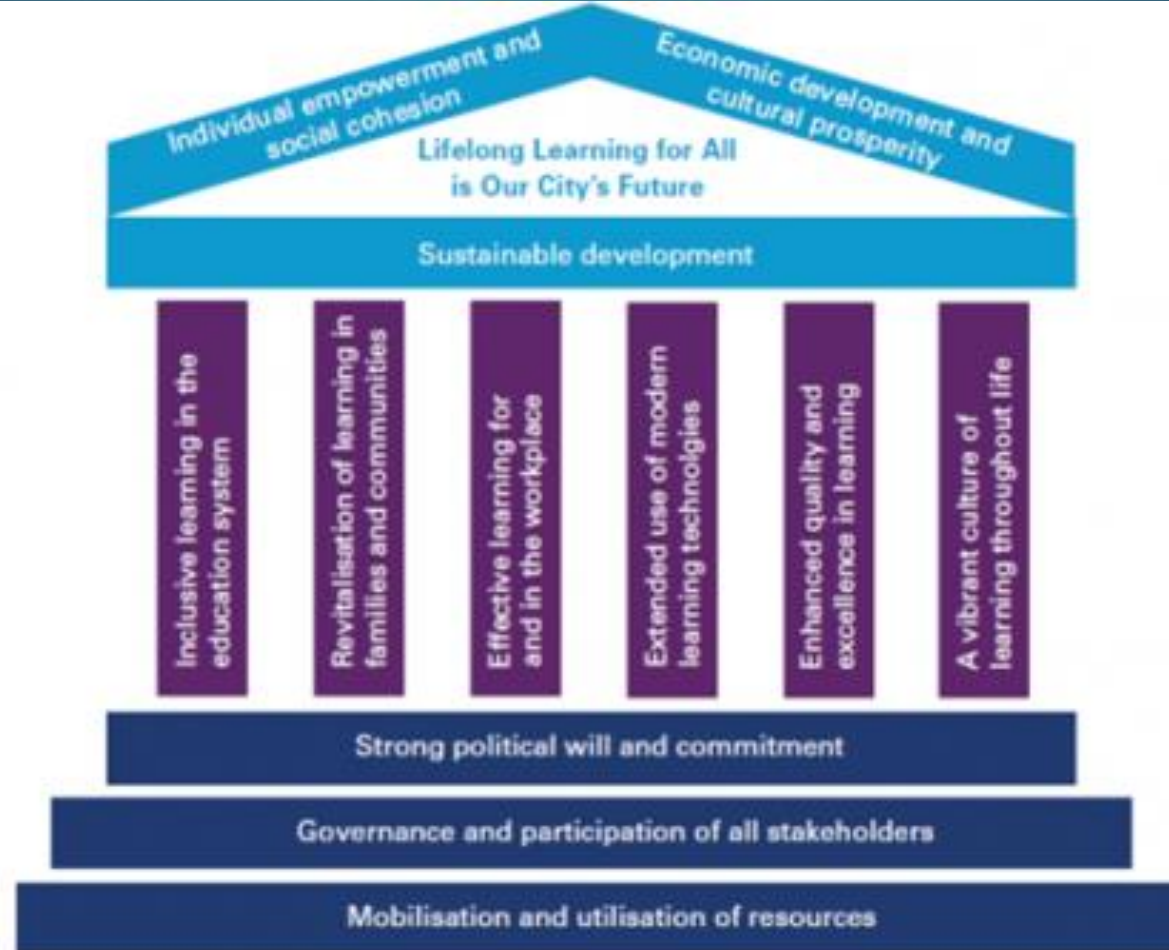 Individual empowerment and
social cohesion
Economic development and
cultural prosperity
Lifelong Learning for All
is Our City's Future
Sustainable development
Inclusive learning in the
education system
Revitalisation of learning in
families and communities
Effective learning for
and in the workplace
Extended use of modern
learning technolgies
Enhanced quality and
excellence in learning
A vibrant culture of
learning throughout life
Strong political will and commitment
Governance and participation of all stakeholders
Mobilisation and utilisation of resources